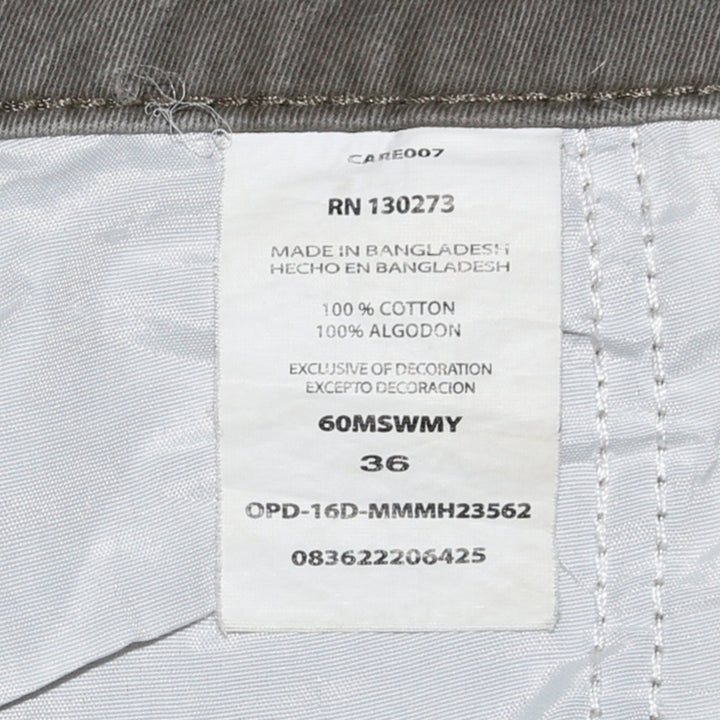 CARE007
RN 130273
MADE IN BANGLADESH
HECHO EN BANGLADESH
100 % COTTON
100% ALGODON
EXCLUSIVE OF DECORATION
EXCEPTO DECORACION
60MSWMY
36
OPD-16D-MMMH23562
083622206425